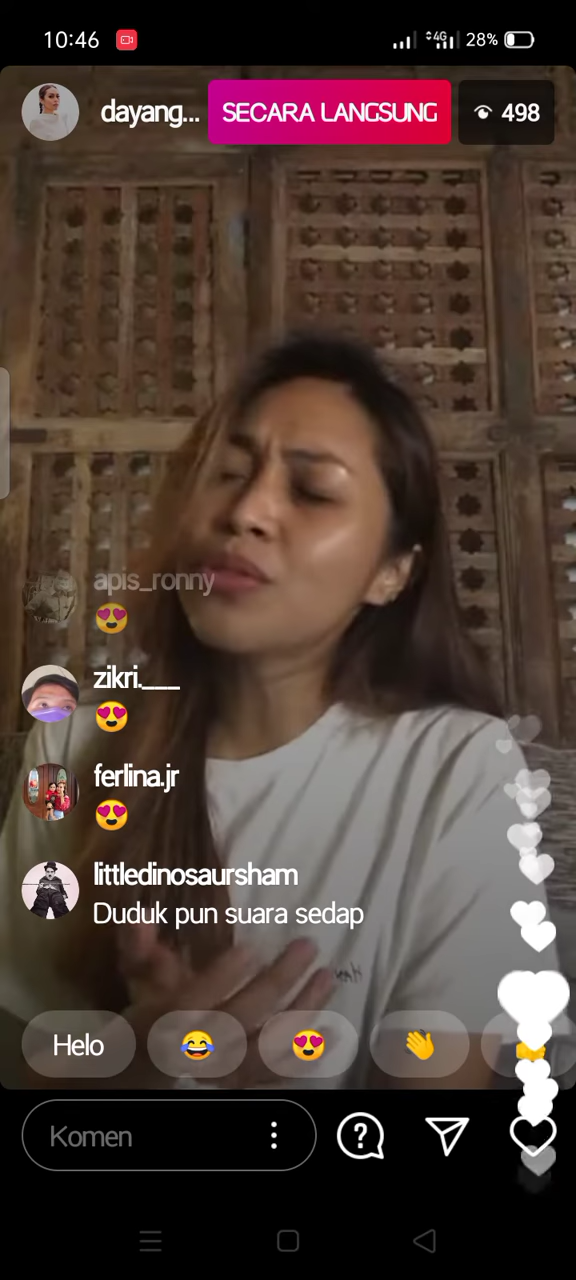 10:46
4G
28%
dayang...
SECARA LANGSUNG
498
apis_ronny
😍
zikri.___
😍
ferlina.jr
😍
littledinosaursham
Duduk pun suara sedap
Helo
Komen